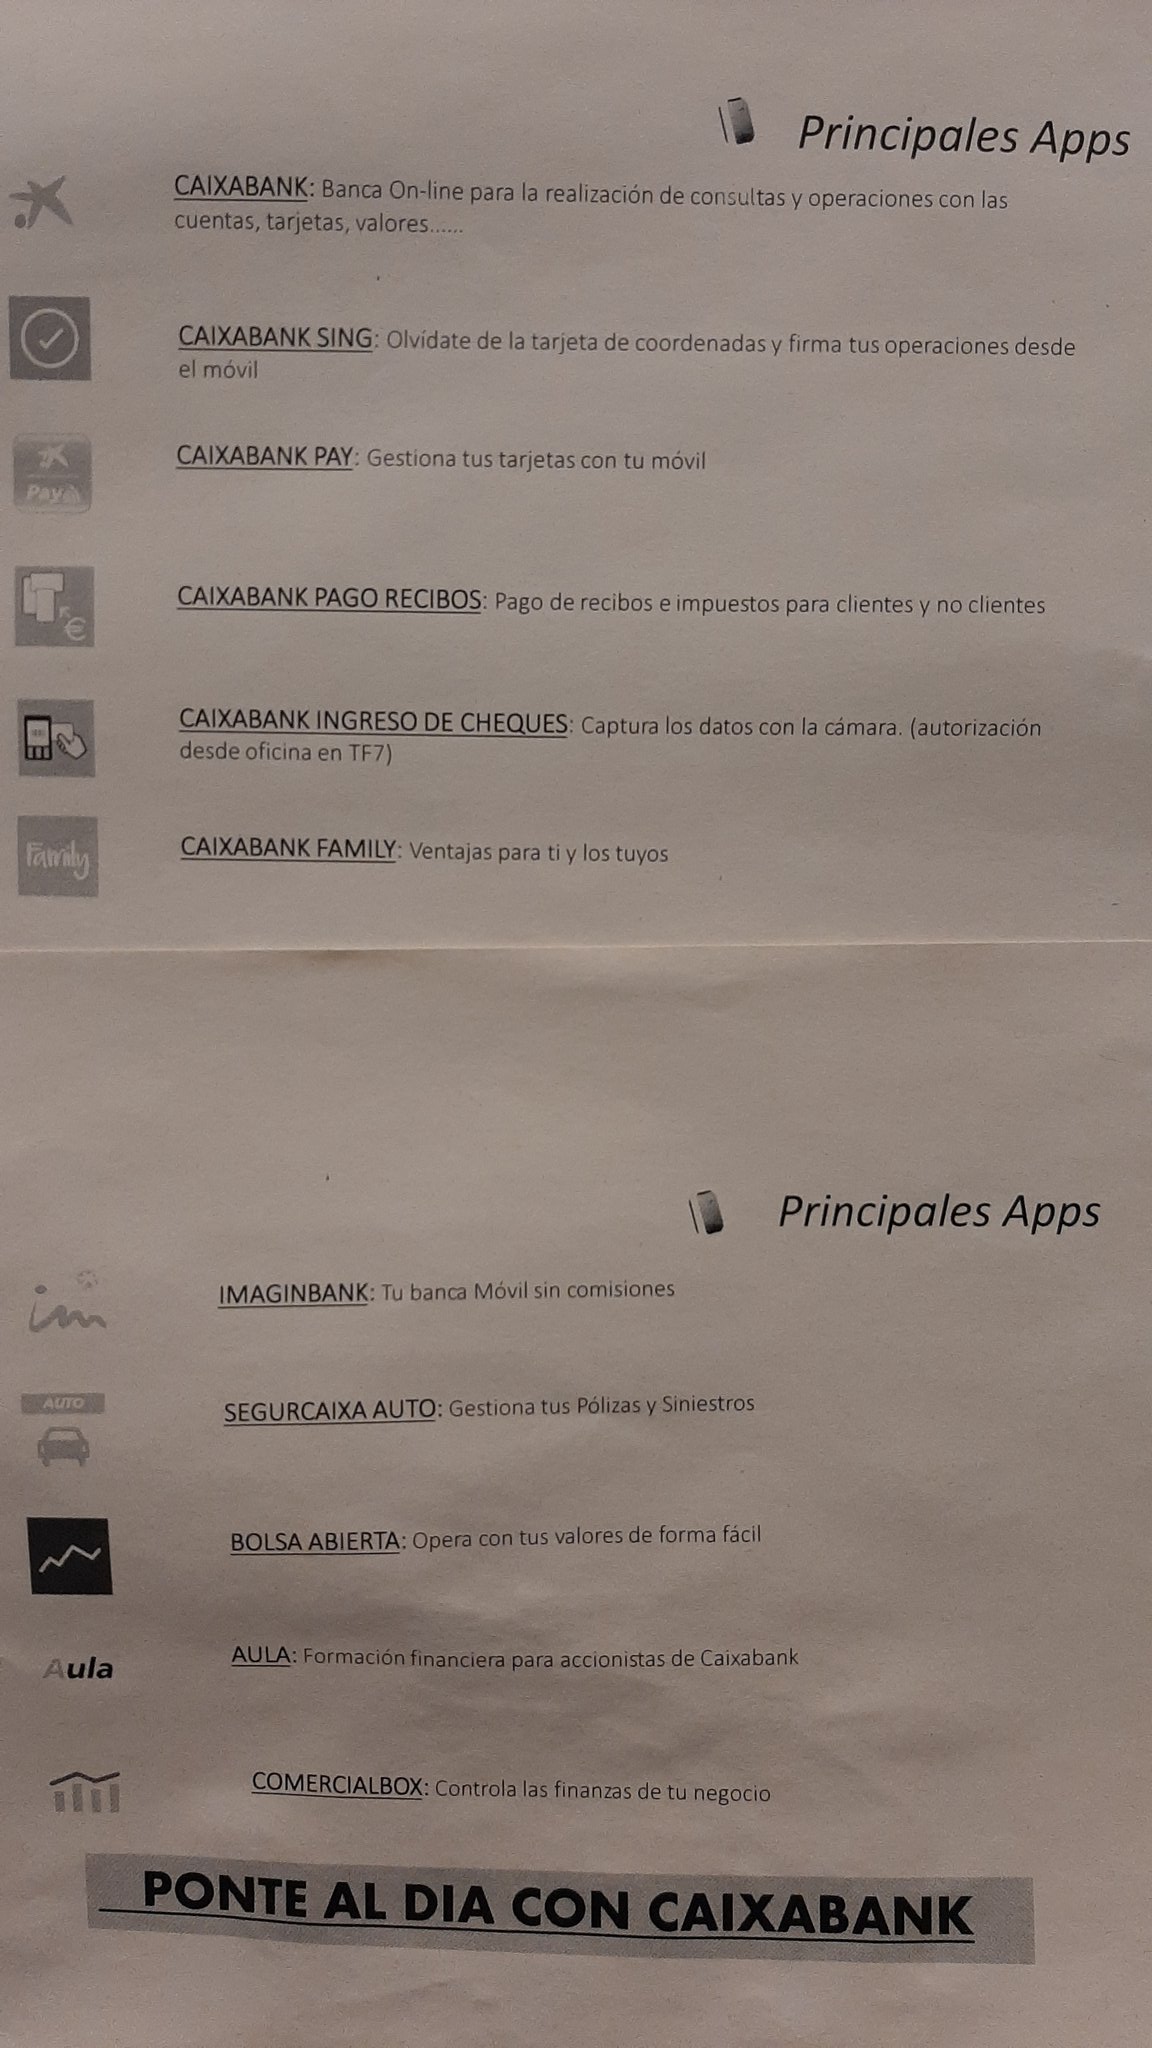 Principales Apps
CAIXABANK: Banca On-line para la realización de consultas y operaciones con las
cuentas, tarjetas, valores......
CAIXABANK SING: Olvídate de la tarjeta de coordenadas y firma tus operaciones desde
el móvil
CAIXABANK PAY: Gestiona tus tarjetas con tu móvil
Pay
CAIXABANK PAGO RECIBOS: Pago de recibos e impuestos para clientes y no clientes
€
CAIXABANK INGRESO DE CHEQUES: Captura los datos con la cámara. (autorización
desde oficina en TF7)
Family
CAIXABANK FAMILY: Ventajas para ti y los tuyos
Principales Apps
im
IMAGINBANK: Tu banca Móvil sin comisiones
AUTO
SEGURCAIXA AUTO: Gestiona tus Pólizas y Siniestros
BOLSA ABIERTA: Opera con tus valores de forma fácil
Aula
AULA: Formación financiera para accionistas de Caixabank
COMERCIALBOX: Controla las finanzas de tu negocio
PONTE AL DIA CON CAIXABANK